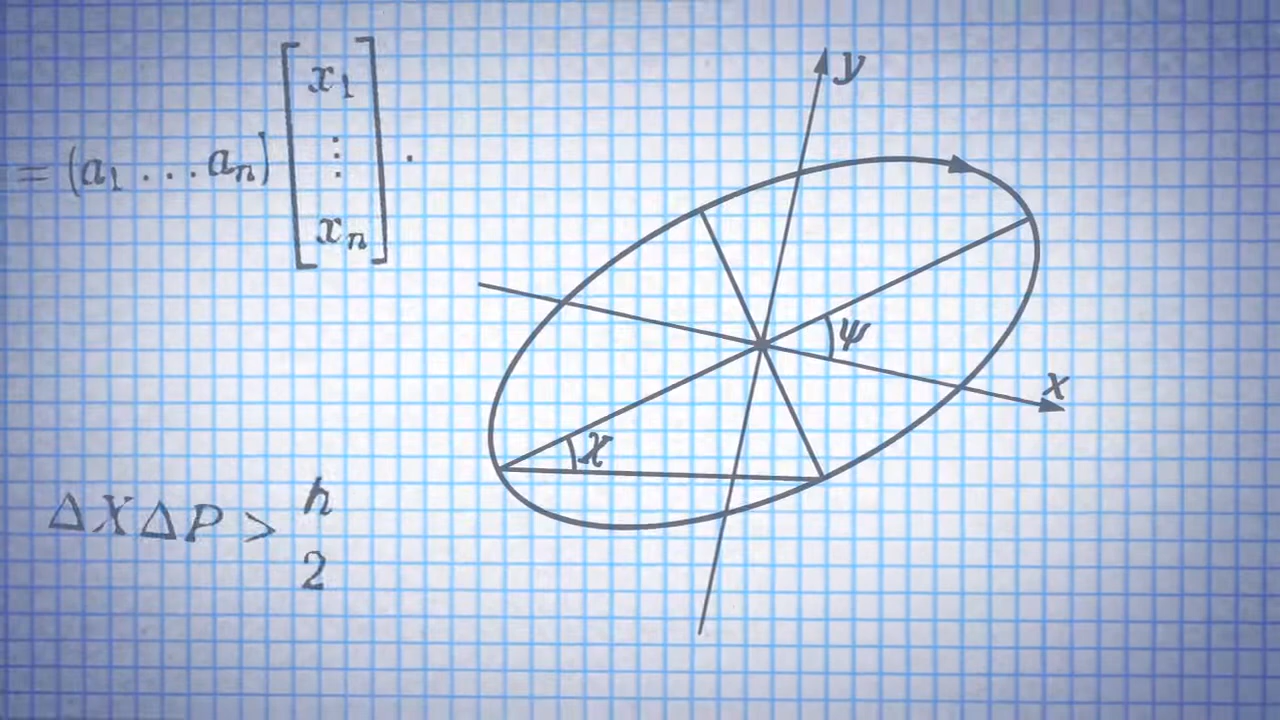 x₁
= (a₁ ... aₙ) ⋮ .
xₙ
ΔXΔP > h
2
y
ψ
x
χ